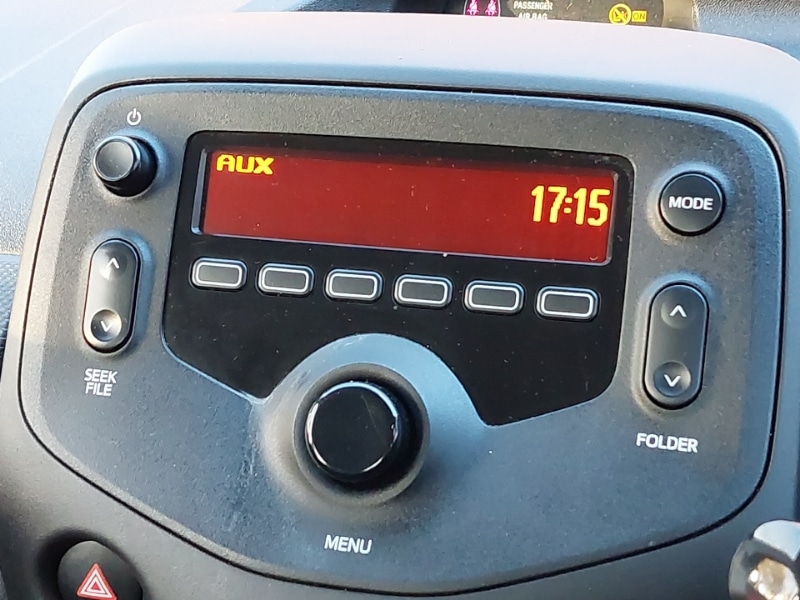 PASSENGER
AIR BAG
ON
AUX
17:15
MODE
SEEK
FILE
FOLDER
MENU